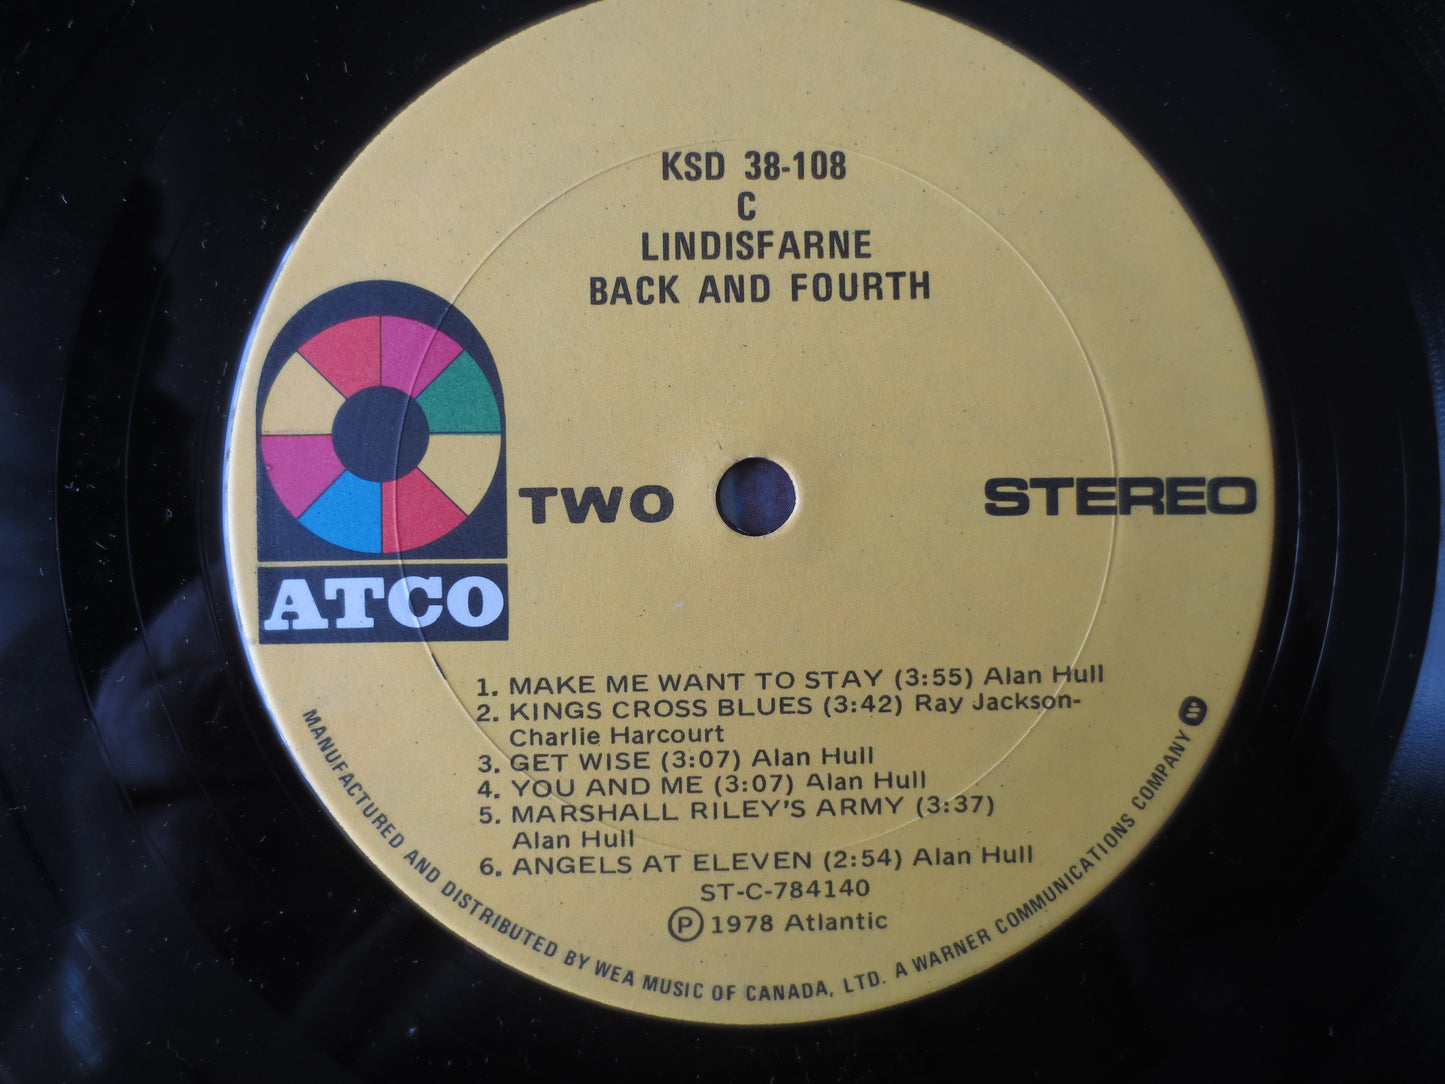 KSD 38-108
C
LINDISFARNE
BACK AND FOURTH
TWO
STEREO
ATCO
1. MAKE ME WANT TO STAY (3:55) Alan Hull
2. KINGS CROSS BLUES (3:42) Ray Jackson-
Charlie Harcourt
3. GET WISE (3:07) Alan Hull
4. YOU AND ME (3:07) Alan Hull
5. MARSHALL RILEY'S ARMY (3:37)
Alan Hull
6. ANGELS AT ELEVEN (2:54) Alan Hull
ST-C-784140
Ⓟ 1978 Atlantic
MANUFACTURED AND DISTRIBUTED BY WEA MUSIC OF CANADA, LTD. A WARNER COMMUNICATIONS COMPANY